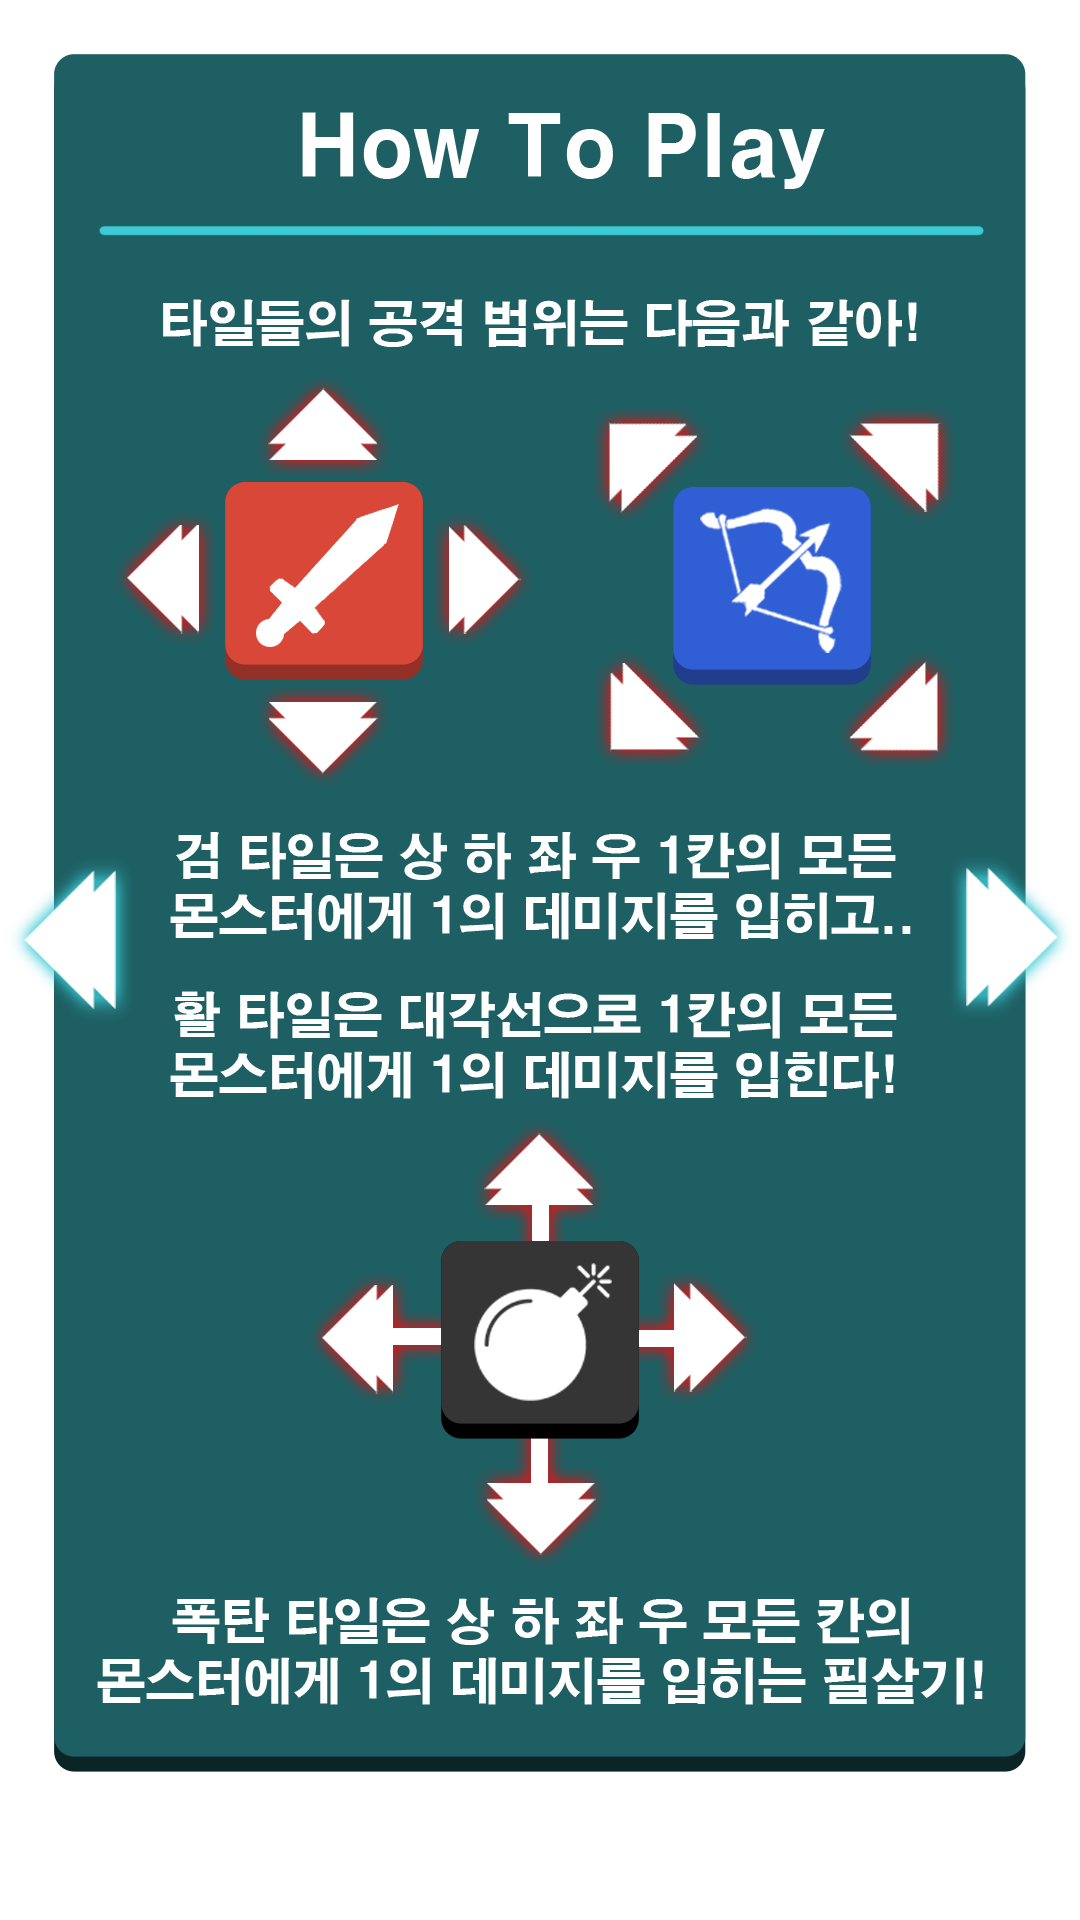 How To Play
타일들의 공격 범위는 다음과 같아!
검 타일은 상 하 좌 우 1칸의 모든
몬스터에게 1의 데미지를 입히고..
활 타일은 대각선으로 1칸의 모든
몬스터에게 1의 데미지를 입힌다!
폭탄 타일은 상 하 좌 우 모든 칸의
몬스터에게 1의 데미지를 입히는 필살기!